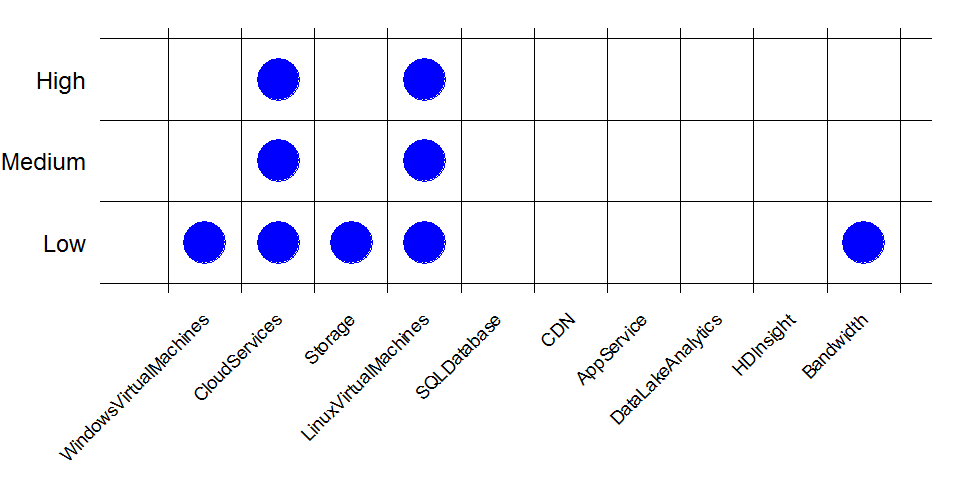 High
Medium
Low
WindowsVirtualMachines
CloudServices
Storage
LinuxVirtualMachines
SQLDatabase
CDN
AppService
DataLakeAnalytics
HDInsight
Bandwidth